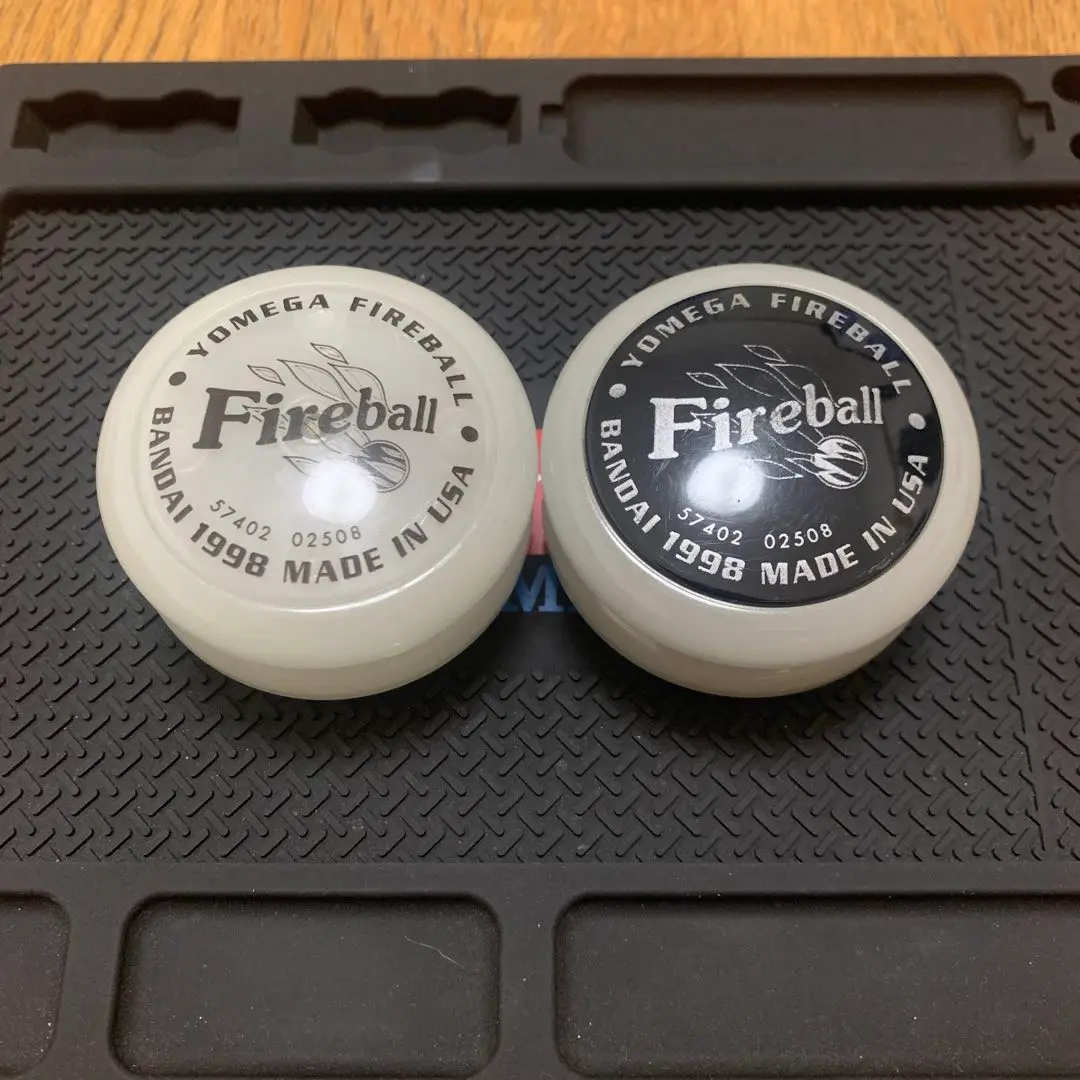 YOMEGA FIREBALL
Fireball
57402 02508
BANDAI 1998 MADE IN USA
YOMEGA FIREBALL
Fireball
57402 02508
BANDAI 1998 MADE IN USA